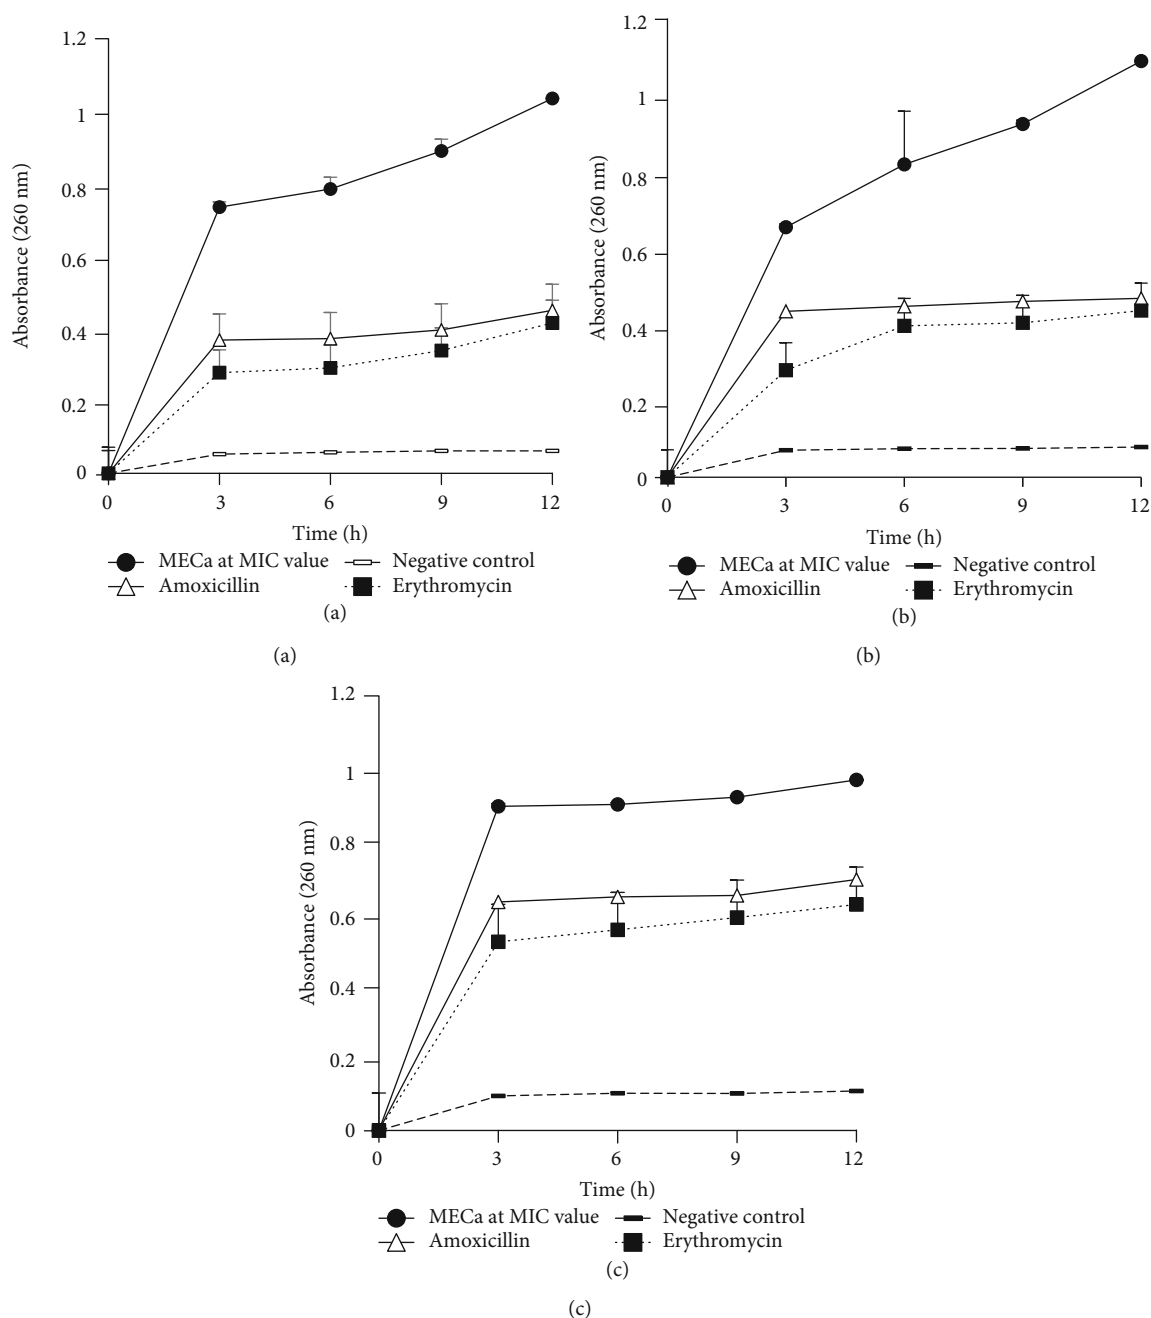 1.2
1
0.8
0.6
0.4
0.2
0
Absorbance (260 nm)
0 3 6 9 12
Time (h)
MECa at MIC value Negative control
Amoxicillin Erythromycin
(a)
(a)
1.2
1
0.8
0.6
0.4
0.2
0
Absorbance (260 nm)
0 3 6 9 12
Time (h)
MECa at MIC value Negative control
Amoxicillin Erythromycin
(b)
(b)
1.2
1
0.8
0.6
0.4
0.2
0
Absorbance (260 nm)
0 3 6 9 12
Time (h)
MECa at MIC value Negative control
Amoxicillin Erythromycin
(c)
(c)